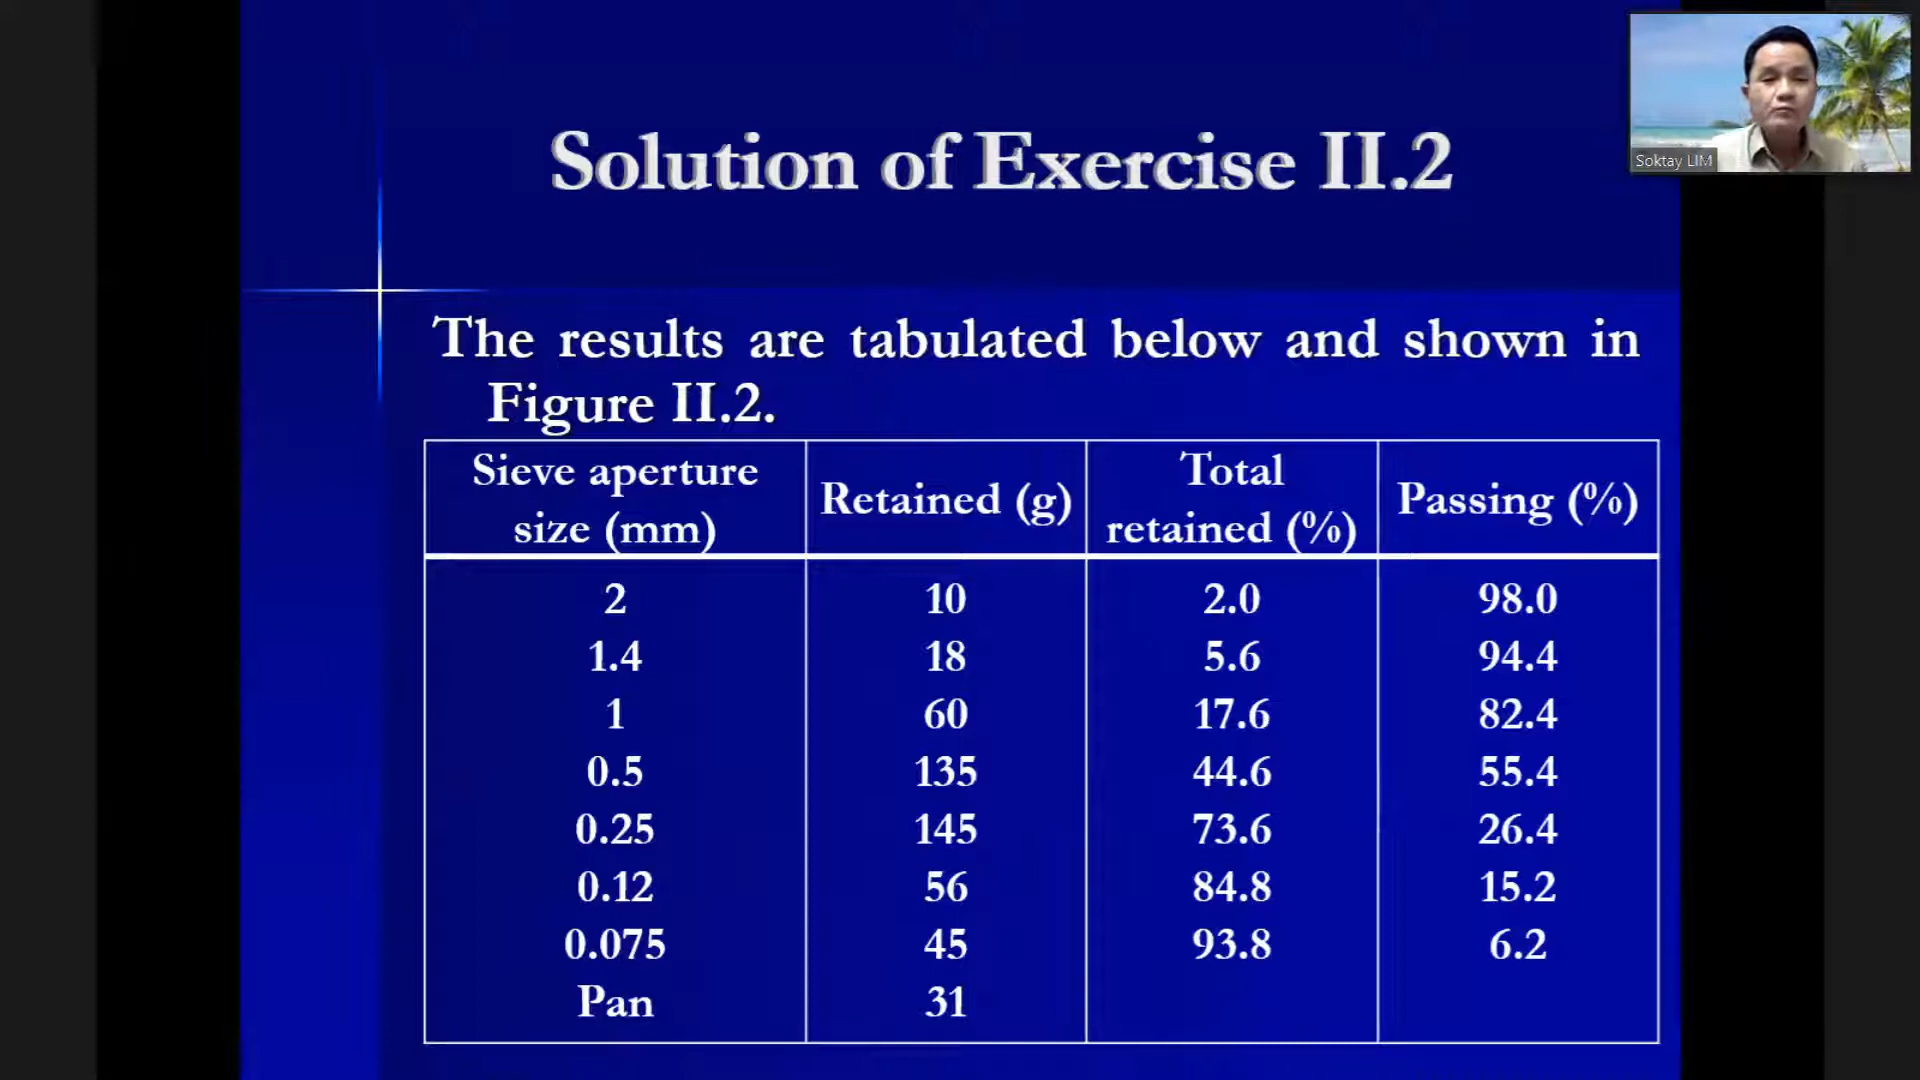 Soktay LIM
Solution of Exercise II.2
The results are tabulated below and shown in
Figure II.2.
Sieve aperture size (mm) Retained (g) Total retained (%) Passing (%)
2 10 2.0 98.0
1.4 18 5.6 94.4
1 60 17.6 82.4
0.5 135 44.6 55.4
0.25 145 73.6 26.4
0.12 56 84.8 15.2
0.075 45 93.8 6.2
Pan 31